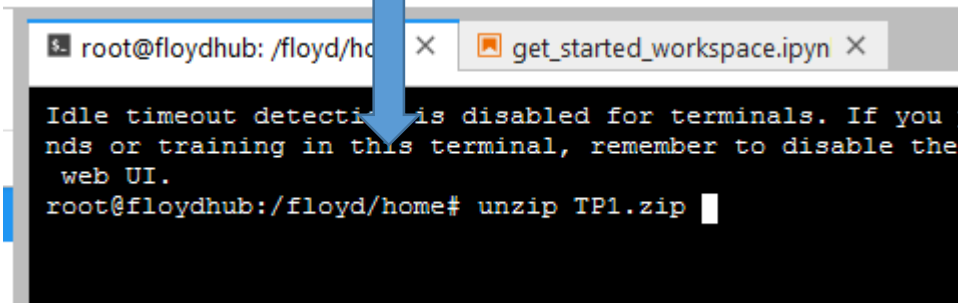 root@floydhub: /floyd/ho
get_started_workspace.ipyn
Idle timeout detecti is disabled for terminals. If you
nds or training in this terminal, remember to disable the
web UI.
root@floydhub:/floyd/home# unzip TP1.zip